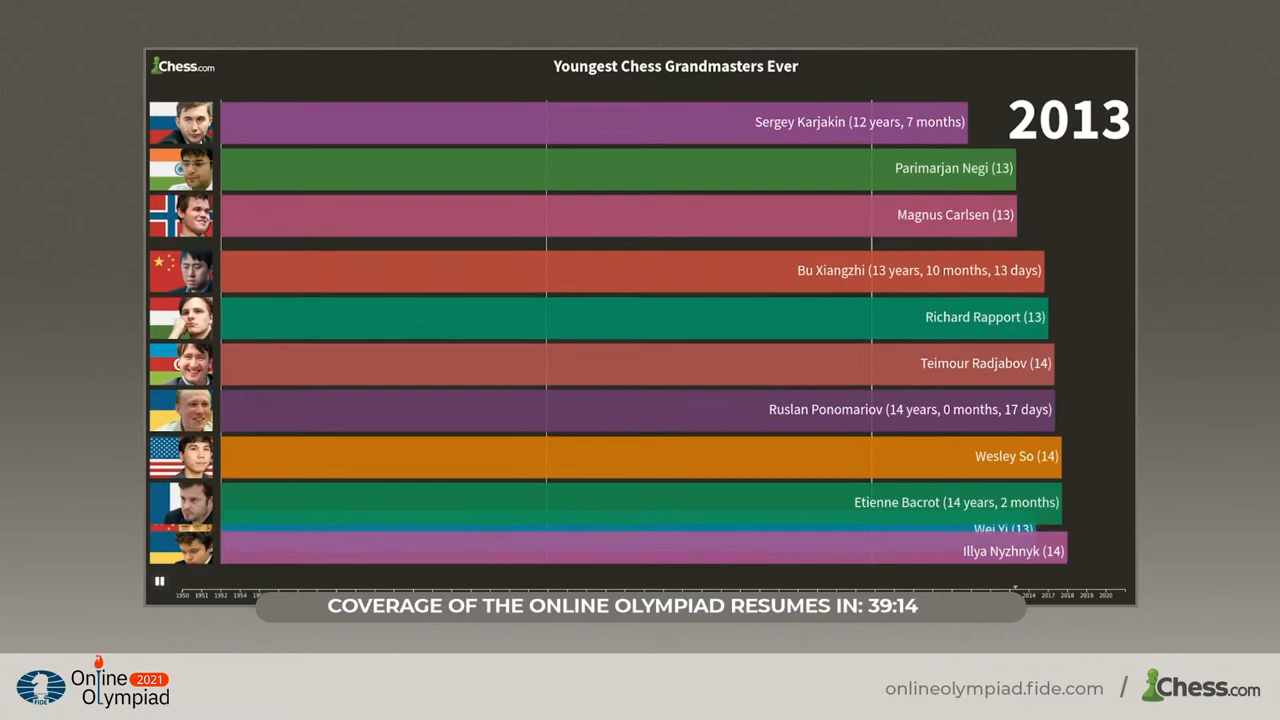 Chess.com
Youngest Chess Grandmasters Ever
2013
Sergey Karjakin (12 years, 7 months)
Parimarjan Negi (13)
Magnus Carlsen (13)
Bu Xiangzhi (13 years, 10 months, 13 days)
Richard Rapport (13)
Teimour Radjabov (14)
Ruslan Ponomariov (14 years, 0 months, 17 days)
Wesley So (14)
Etienne Bacrot (14 years, 2 months)
Wei Yi (13)
Illya Nyzhnyk (14)
1950 1951 1952 1954 2014 2017 2018 2019 2020
COVERAGE OF THE ONLINE OLYMPIAD RESUMES IN: 39:14
FIDE
Online 2021
Olympiad
onlineolympiad.fide.com / Chess.com